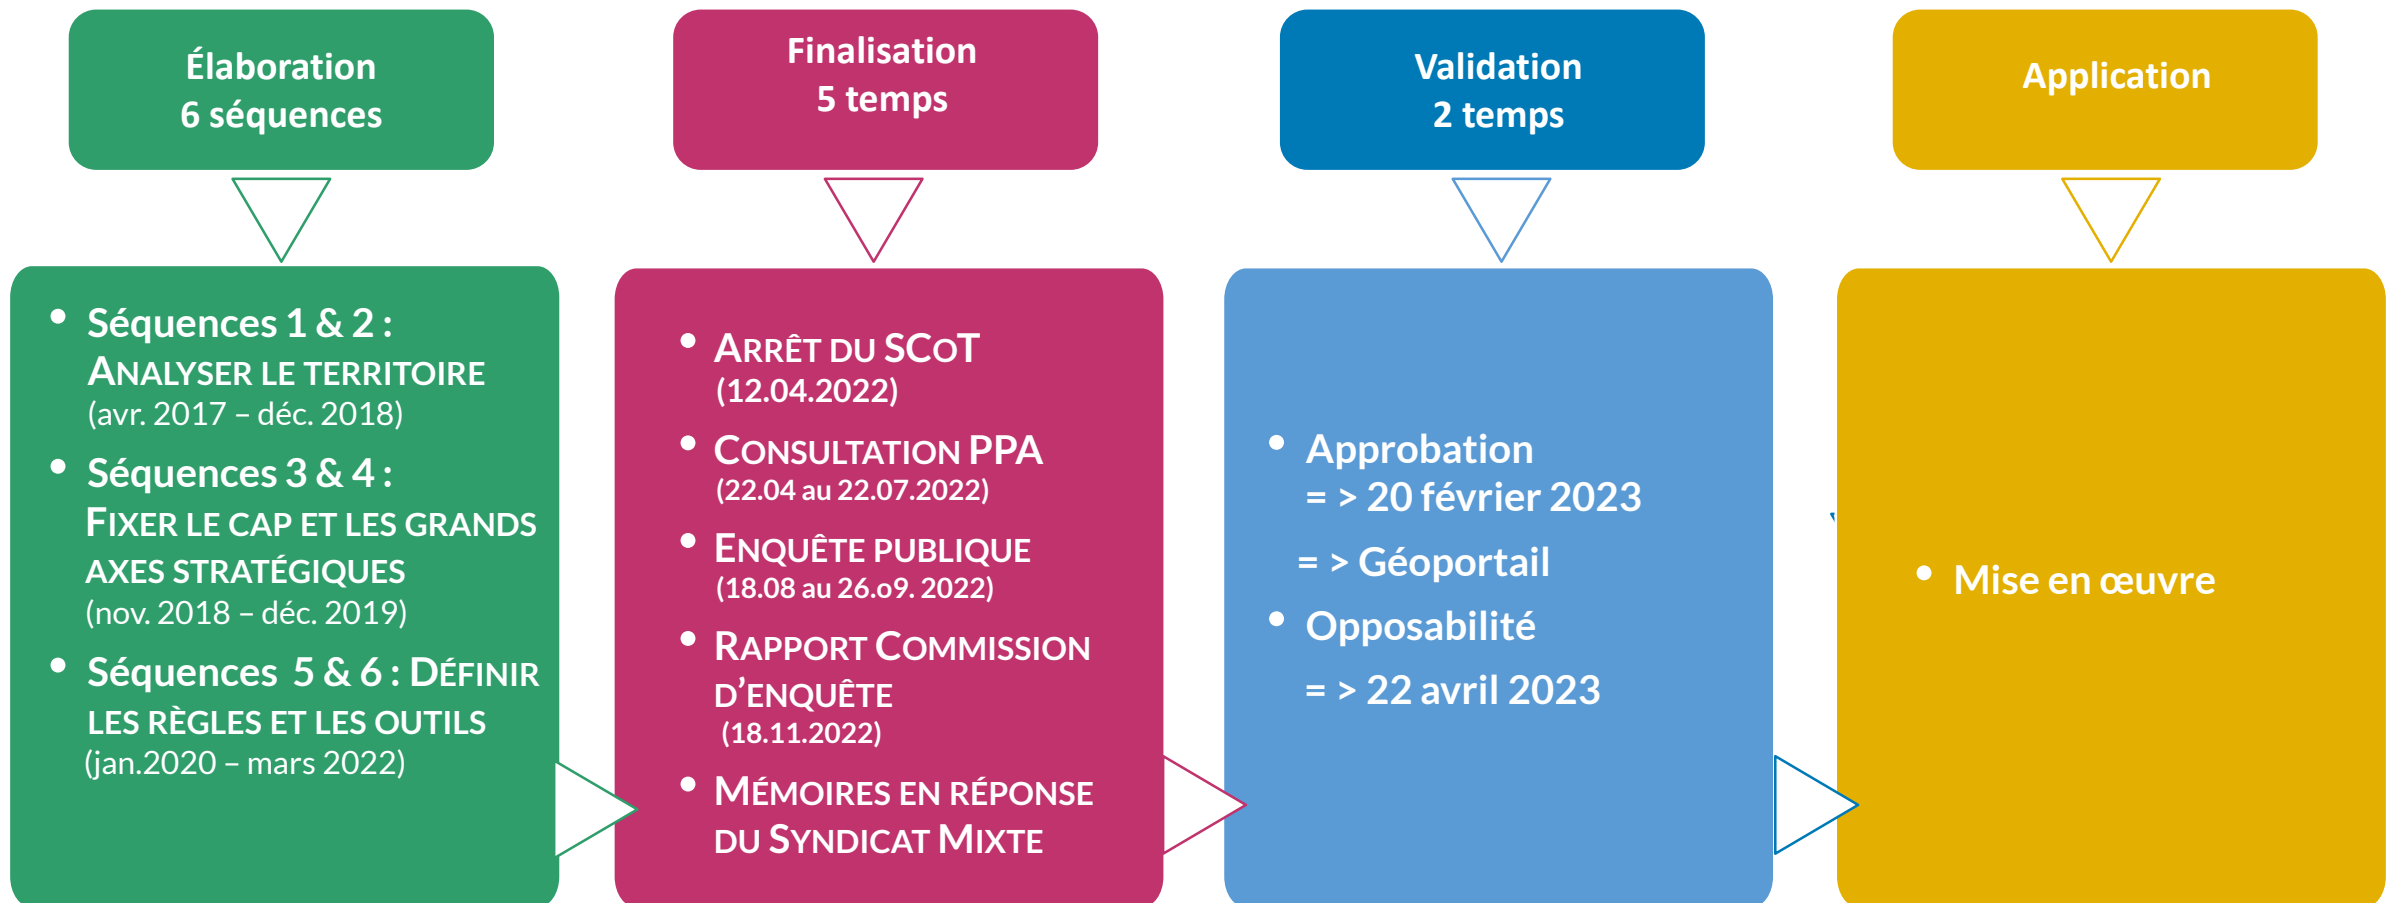 Élaboration
6 séquences
Finalisation
5 temps
Validation
2 temps
Application
• Séquences 1 & 2 :
ANALYSER LE TERRITOIRE
(avr. 2017 – déc. 2018)
• Séquences 3 & 4 :
FIXER LE CAP ET LES GRANDS
AXES STRATÉGIQUES
(nov. 2018 – déc. 2019)
• Séquences 5 & 6 : DÉFINIR
LES RÈGLES ET LES OUTILS
(jan.2020 – mars 2022)
• ARRÊT DU SCOT
(12.04.2022)
• CONSULTATION PPA
(22.04 au 22.07.2022)
• ENQUÊTE PUBLIQUE
(18.08 au 26.o9. 2022)
• RAPPORT COMMISSION
D’ENQUÊTE
(18.11.2022)
• MÉMOIRES EN RÉPONSE
DU SYNDICAT MIXTE
• Approbation
= > 20 février 2023
= > Géoportail
• Opposabilité
= > 22 avril 2023
• Mise en œuvre